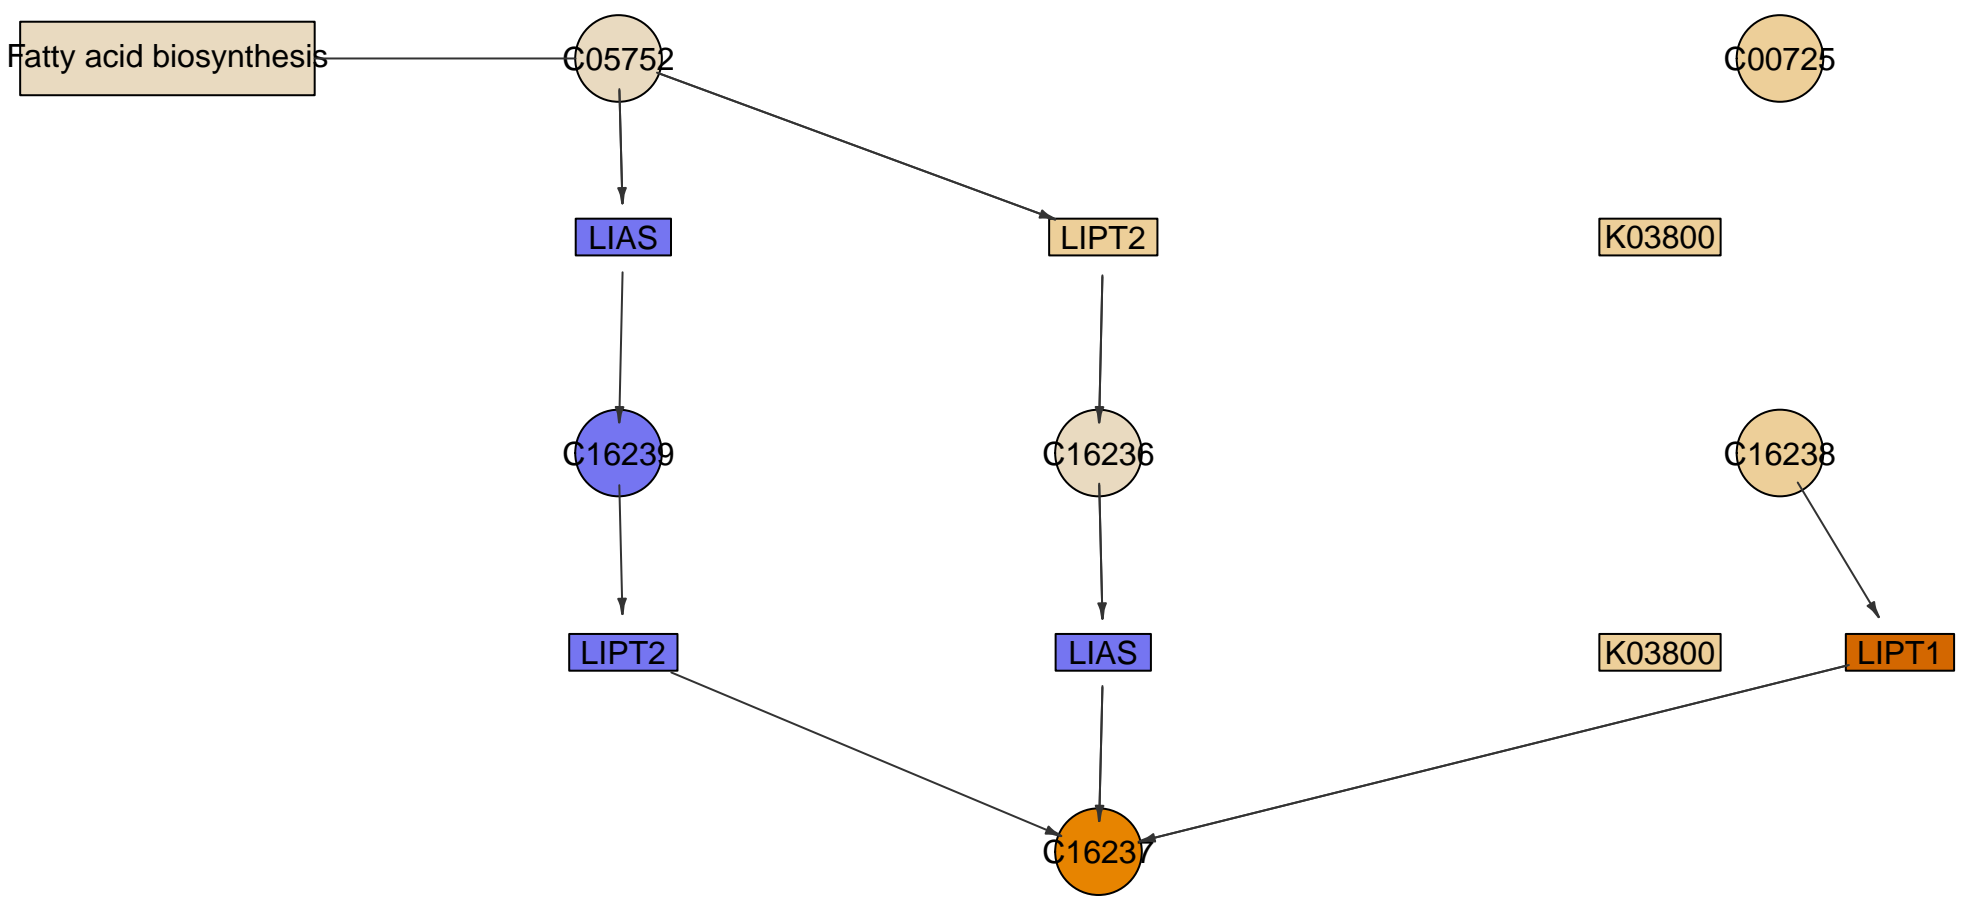 Fatty acid biosynthesis
C05752
C00725
LIAS
LIPT2
K03800
C16239
C16236
C16238
LIPT2
LIAS
K03800
LIPT1
C16237